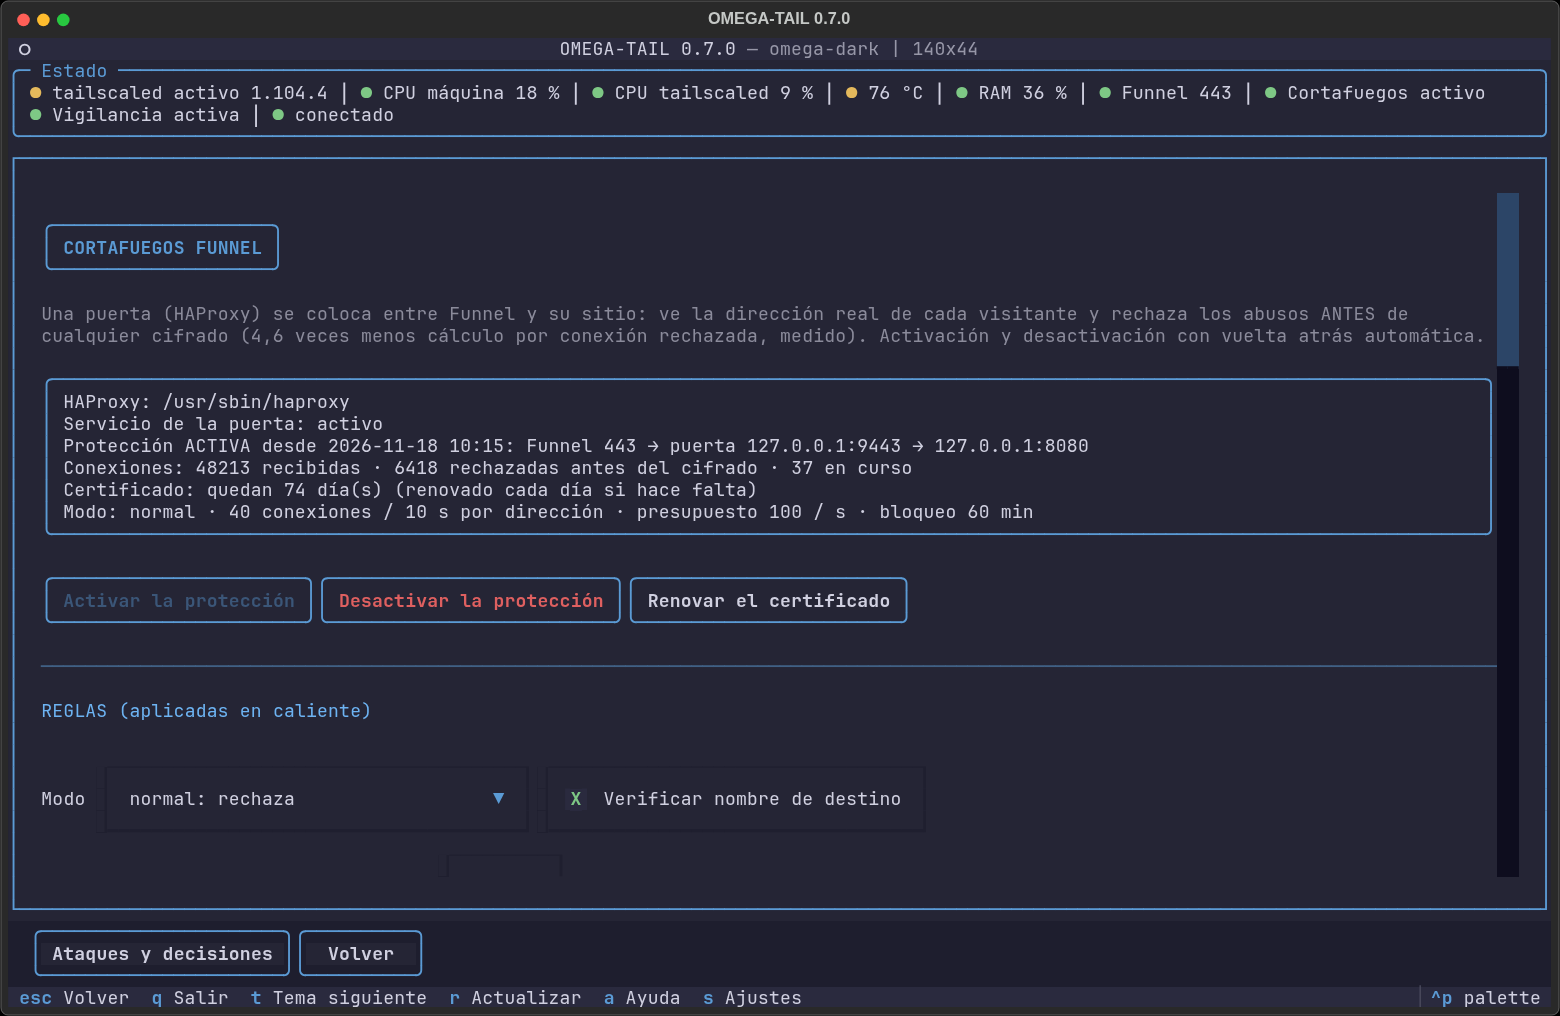 OMEGA-TAIL 0.7.0
OMEGA-TAIL 0.7.0 — omega-dark | 140x44
Estado
● tailscaled activo 1.104.4 │ ● CPU máquina 18 % │ ● CPU tailscaled 9 % │ ● 76 °C │ ● RAM 36 % │ ● Funnel 443 │ ● Cortafuegos activo
● Vigilancia activa │ ● conectado
CORTAFUEGOS FUNNEL
Una puerta (HAProxy) se coloca entre Funnel y su sitio: ve la dirección real de cada visitante y rechaza los abusos ANTES de
cualquier cifrado (4,6 veces menos cálculo por conexión rechazada, medido). Activación y desactivación con vuelta atrás automática.
HAProxy: /usr/sbin/haproxy
Servicio de la puerta: activo
Protección ACTIVA desde 2026-11-18 10:15: Funnel 443 → puerta 127.0.0.1:9443 → 127.0.0.1:8080
Conexiones: 48213 recibidas · 6418 rechazadas antes del cifrado · 37 en curso
Certificado: quedan 74 día(s) (renovado cada día si hace falta)
Modo: normal · 40 conexiones / 10 s por dirección · presupuesto 100 / s · bloqueo 60 min
Activar la protección Desactivar la protección Renovar el certificado
REGLAS (aplicadas en caliente)
Modo normal: rechaza ▼ X Verificar nombre de destino
Ataques y decisiones Volver
esc Volver q Salir t Tema siguiente r Actualizar a Ayuda s Ajustes ^p palette